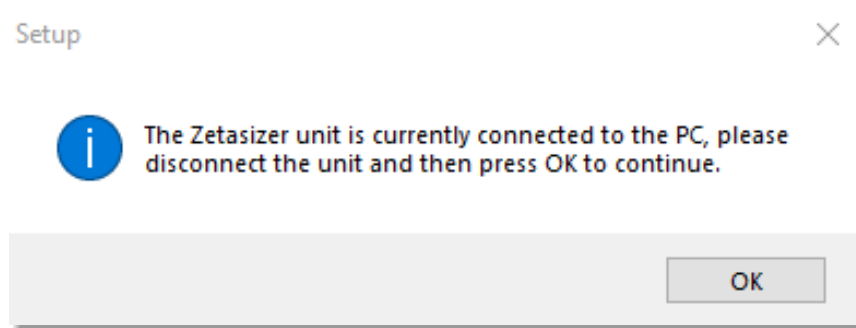 Setup
The Zetasizer unit is currently connected to the PC, please
disconnect the unit and then press OK to continue.
OK